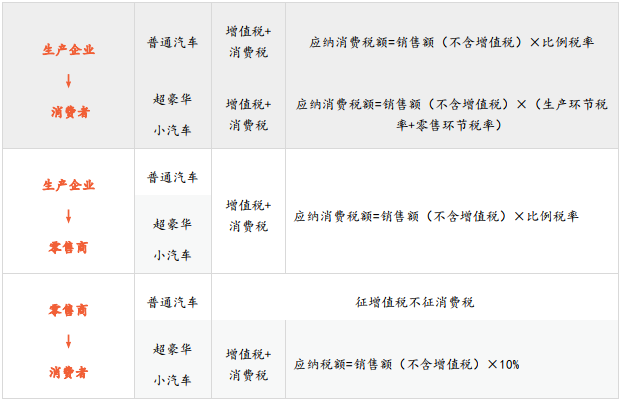 生产企业
↓
消费者
普通汽车
增值税+
消费税
应纳消费税额=销售额（不含增值税）×比例税率
超豪华
小汽车
增值税+
消费税
应纳消费税额=销售额（不含增值税）×（生产环节税
率+零售环节税率）
生产企业
↓
零售商
普通汽车
超豪华
小汽车
增值税+
消费税
应纳消费税额=销售额（不含增值税）×比例税率
零售商
↓
消费者
普通汽车
征增值税不征消费税
超豪华
小汽车
增值税+
消费税
应纳税额=销售额（不含增值税）×10%